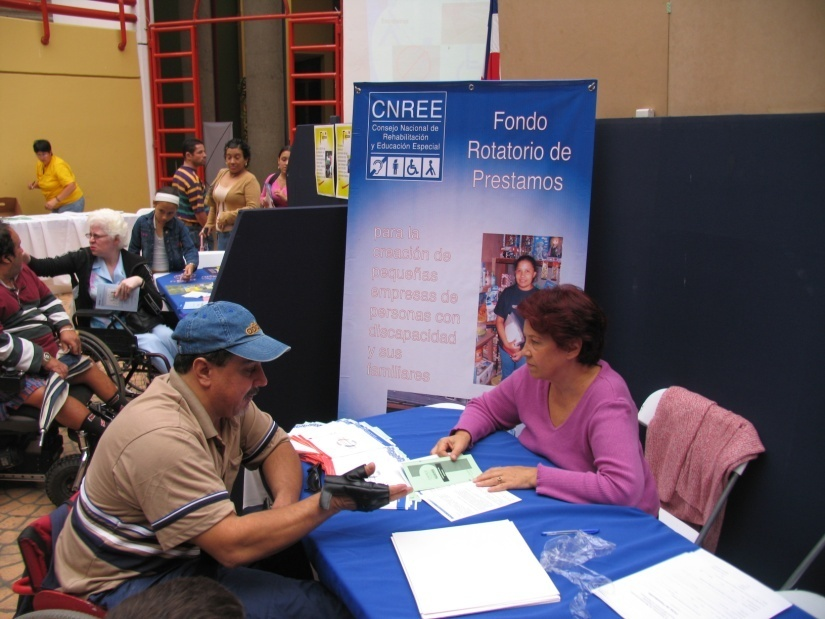 CNREE
Consejo Nacional de
Rehabilitación
y Educación Especial
Fondo
Rotatorio de
Prestamos
para la
creación de
pequeñas
empresas de
personas con
discapacidad
y sus
familiares